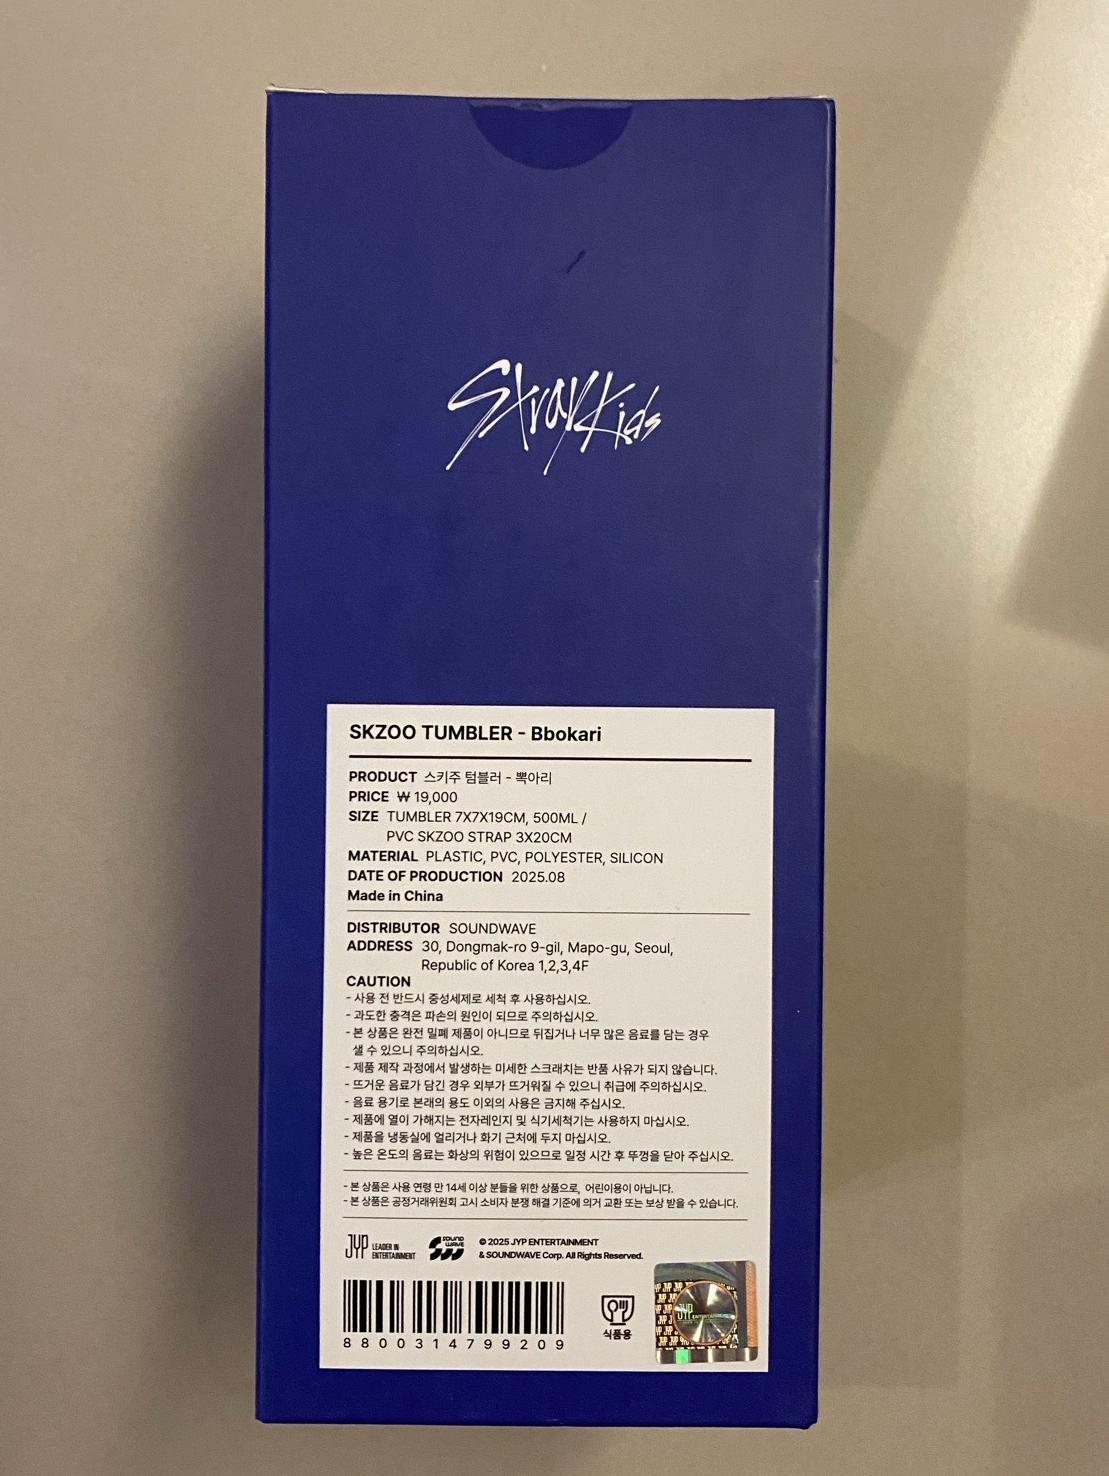 Stray Kids
SKZOO TUMBLER - Bbokari
PRODUCT 스키주 텀블러 - 뽁아리
PRICE ₩ 19,000
SIZE TUMBLER 7X7X19CM, 500ML /
PVC SKZOO STRAP 3X20CM
MATERIAL PLASTIC, PVC, POLYESTER, SILICON
DATE OF PRODUCTION 2025.08
Made in China
DISTRIBUTOR SOUNDWAVE
ADDRESS 30, Dongmak-ro 9-gil, Mapo-gu, Seoul,
Republic of Korea 1,2,3,4F
CAUTION
- 사용 전 반드시 중성세제로 세척 후 사용하십시오.
- 과도한 충격은 파손의 원인이 되므로 주의하십시오.
- 본 상품은 완전 밀폐 제품이 아니므로 뒤집거나 너무 많은 음료를 담는 경우
샐 수 있으니 주의하십시오.
- 제품 제작 과정에서 발생하는 미세한 스크래치는 반품 사유가 되지 않습니다.
- 뜨거운 음료가 담긴 경우 외부가 뜨거워질 수 있으니 취급에 주의하십시오.
- 음료 용기로 본래의 용도 이외의 사용은 금지해 주십시오.
- 제품에 열이 가해지는 전자레인지 및 식기세척기는 사용하지 마십시오.
- 제품을 냉동실에 얼리거나 화기 근처에 두지 마십시오.
- 높은 온도의 음료는 화상의 위험이 있으므로 일정 시간 후 뚜껑을 닫아 주십시오.
- 본 상품은 사용 연령 만 14세 이상 분들을 위한 상품으로, 어린이용이 아닙니다.
- 본 상품은 공정거래위원회 고시 소비자 분쟁 해결 기준에 의거 교환 또는 보상 받을 수 있습니다.
JYP LEADER IN ENTERTAINMENT
SOUND WAVE
© 2025 JYP ENTERTAINMENT
& SOUNDWAVE Corp. All Rights Reserved.
8800314799209
식품용
JYP ENTERTAINMENT